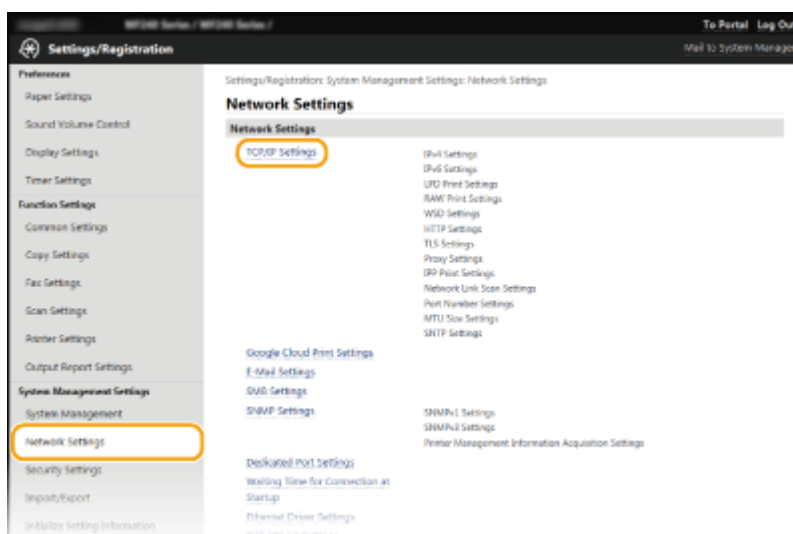 MF240 Series / MF240 Series /
To Portal Log Ou
Settings/Registration
Mail to System Manage
Preferences
Paper Settings
Sound Volume Control
Display Settings
Timer Settings
Function Settings
Common Settings
Copy Settings
Fax Settings
Scan Settings
Printer Settings
Output Report Settings
System Management Settings
System Management
Network Settings
Security Settings
Import/Export
Initialize Setting Information
Settings/Registration: System Management Settings: Network Settings
Network Settings
Network Settings
TCP/IP Settings
IPv4 Settings
IPv6 Settings
LPD Print Settings
RAW Print Settings
WSD Settings
HTTP Settings
TLS Settings
Proxy Settings
IPP Print Settings
Network Link Scan Settings
Port Number Settings
MTU Size Settings
SNTP Settings
Google Cloud Print Settings
E-Mail Settings
SMB Settings
SNMP Settings
SNMPv1 Settings
SNMPv3 Settings
Printer Management Information Acquisition Settings
Dedicated Port Settings
Waiting Time for Connection at
Startup
Ethernet Driver Settings